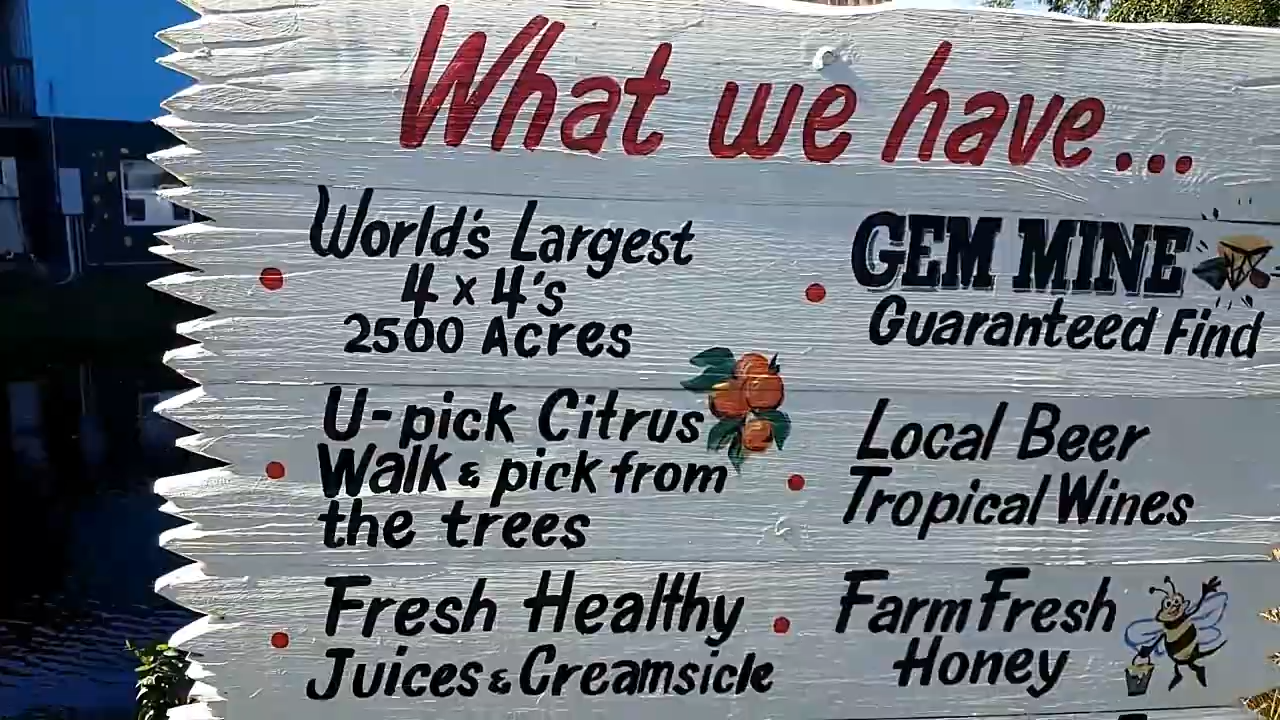 What we have...
World's Largest
4 x 4's
2500 Acres
U-pick Citrus
Walk & pick from
the trees
Fresh Healthy
Juices & Creamsicle
GEM MINE
Guaranteed Find
Local Beer
Tropical Wines
Farm Fresh
Honey